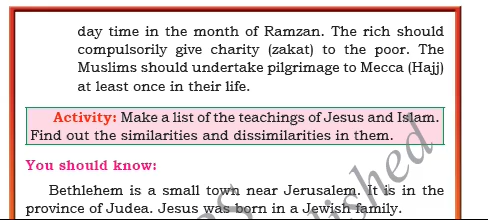 day time in the month of Ramzan. The rich should
compulsorily give charity (zakat) to the poor. The
Muslims should undertake pilgrimage to Mecca (Hajj)
at least once in their life.
Activity: Make a list of the teachings of Jesus and Islam.
Find out the similarities and dissimilarities in them.
You should know:
Bethlehem is a small town near Jerusalem. It is in the
province of Judea. Jesus was born in a Jewish family.